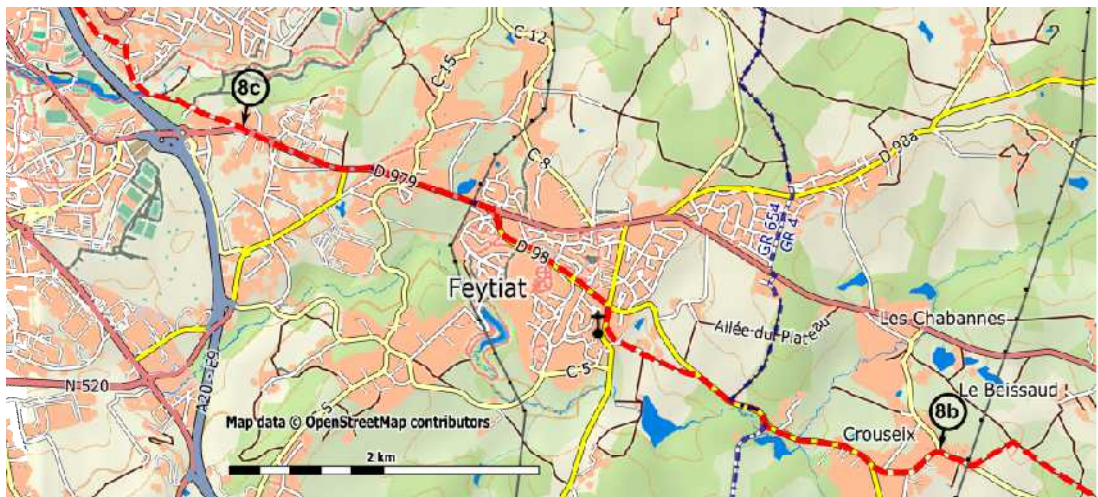 C-12
8c
C-15
C-8
D 979
D 98a
GR 654
GR 4
D 98
Feytiat
Allée du Plateau
Les Chabannes
C-5
N 520
A20 - E9
Le Beissaud
8b
Crouseix
Map data © OpenStreetMap contributors
2 km